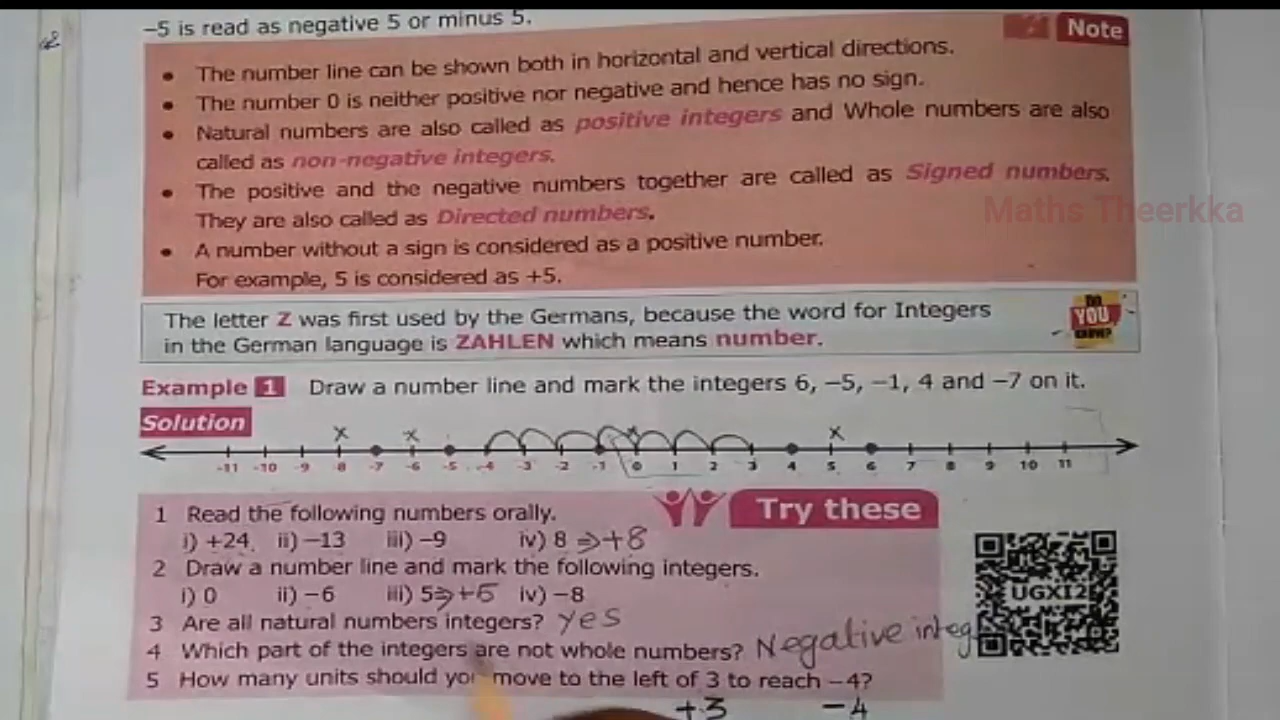 −5 is read as negative 5 or minus 5.
Note
• The number line can be shown both in horizontal and vertical directions.
• The number 0 is neither positive nor negative and hence has no sign.
• Natural numbers are also called as positive integers and Whole numbers are also
called as non-negative integers.
• The positive and the negative numbers together are called as Signed numbers.
They are also called as Directed numbers.
Maths Theerkka
• A number without a sign is considered as a positive number.
For example, 5 is considered as +5.
The letter Z was first used by the Germans, because the word for Integers
in the German language is ZAHLEN which means number.
DO
YOU
KNOW?
Example 1 Draw a number line and mark the integers 6, −5, −1, 4 and −7 on it.
Solution
-11 -10 -9 -8 -7 -6 -5 -4 -3 -2 -1 0 1 2 3 4 5 6 7 8 9 10 11
Try these
1 Read the following numbers orally.
i) +24 ii) −13 iii) −9 iv) 8 ⇒ +8
2 Draw a number line and mark the following integers.
i) 0 ii) −6 iii) 5 ⇒ +5 iv) −8
UGXI2
3 Are all natural numbers integers? yes
4 Which part of the integers are not whole numbers? Negative integ
5 How many units should you move to the left of 3 to reach −4?
+3 −4